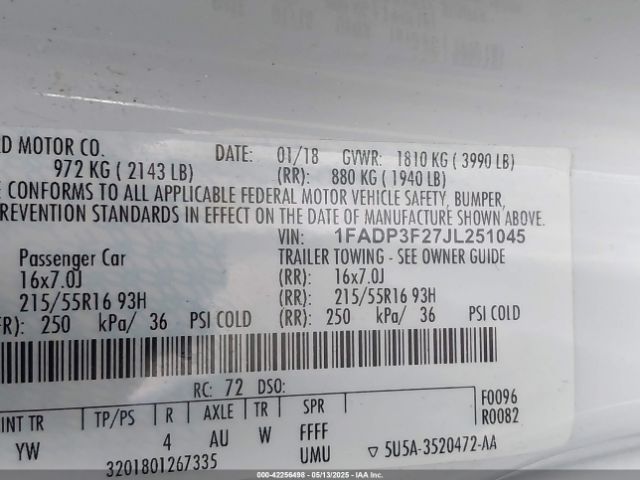 RD MOTOR CO. DATE: 01/18 GVWR: 1810 KG ( 3990 LB)
972 KG ( 2143 LB) (RR): 880 KG ( 1940 LB)
E CONFORMS TO ALL APPLICABLE FEDERAL MOTOR VEHICLE SAFETY, BUMPER,
PREVENTION STANDARDS IN EFFECT ON THE DATE OF MANUFACTURE SHOWN ABOVE.
VIN: 1FADP3F27JL251045
Passenger Car TRAILER TOWING - SEE OWNER GUIDE
16x7.0J (RR): 16x7.0J
215/55R16 93H (RR): 215/55R16 93H
FR): 250 kPa/ 36 PSI COLD (RR): 250 kPa/ 36 PSI COLD
RC: 72 DSO:
INT TR TP/PS R AXLE TR SPR F0096
R0082
YW 4 AU W FFFF
UMU 5U5A-3520472-AA
3201801267335
000-42256498 - 05/13/2025 - IAAI.COM